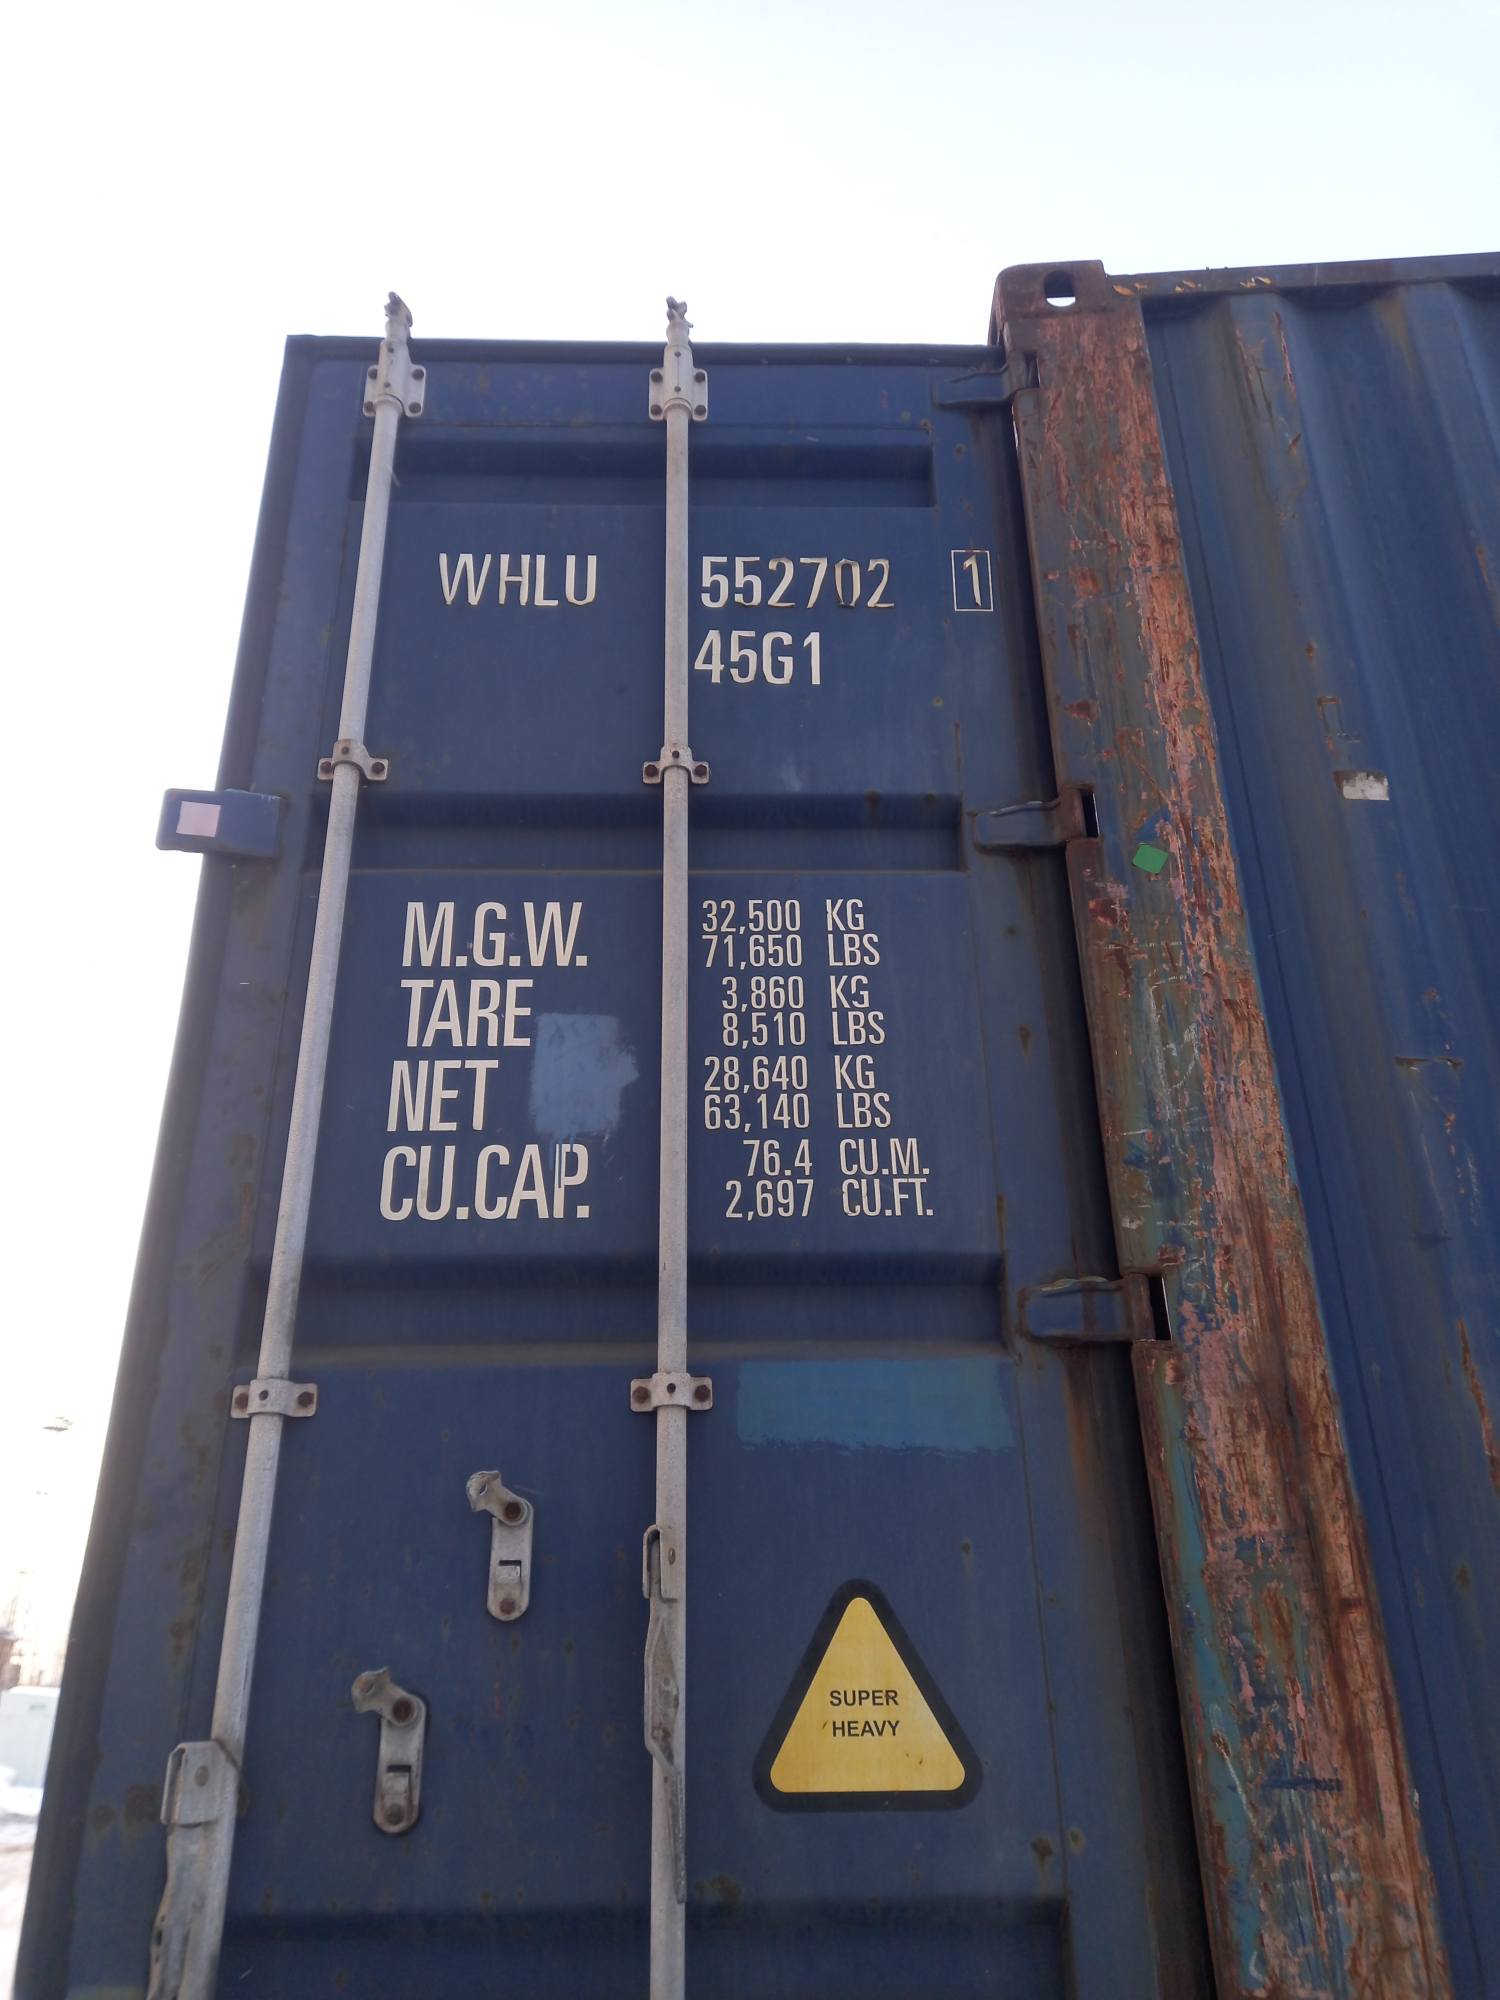 WHLU 552702 1
45G1
M.G.W. 32,500 KG
71,650 LBS
TARE 3,860 KG
8,510 LBS
NET 28,640 KG
63,140 LBS
CU.CAP. 76.4 CU.M.
2,697 CU.FT.
SUPER
HEAVY